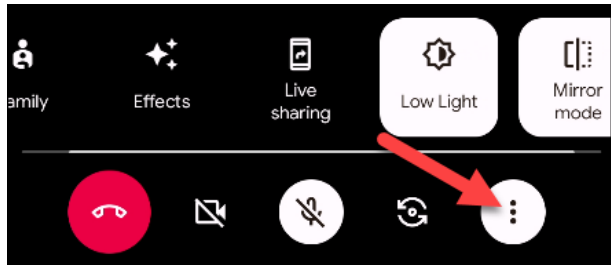 amily
Effects
Live
sharing
Low Light
Mirror
mode